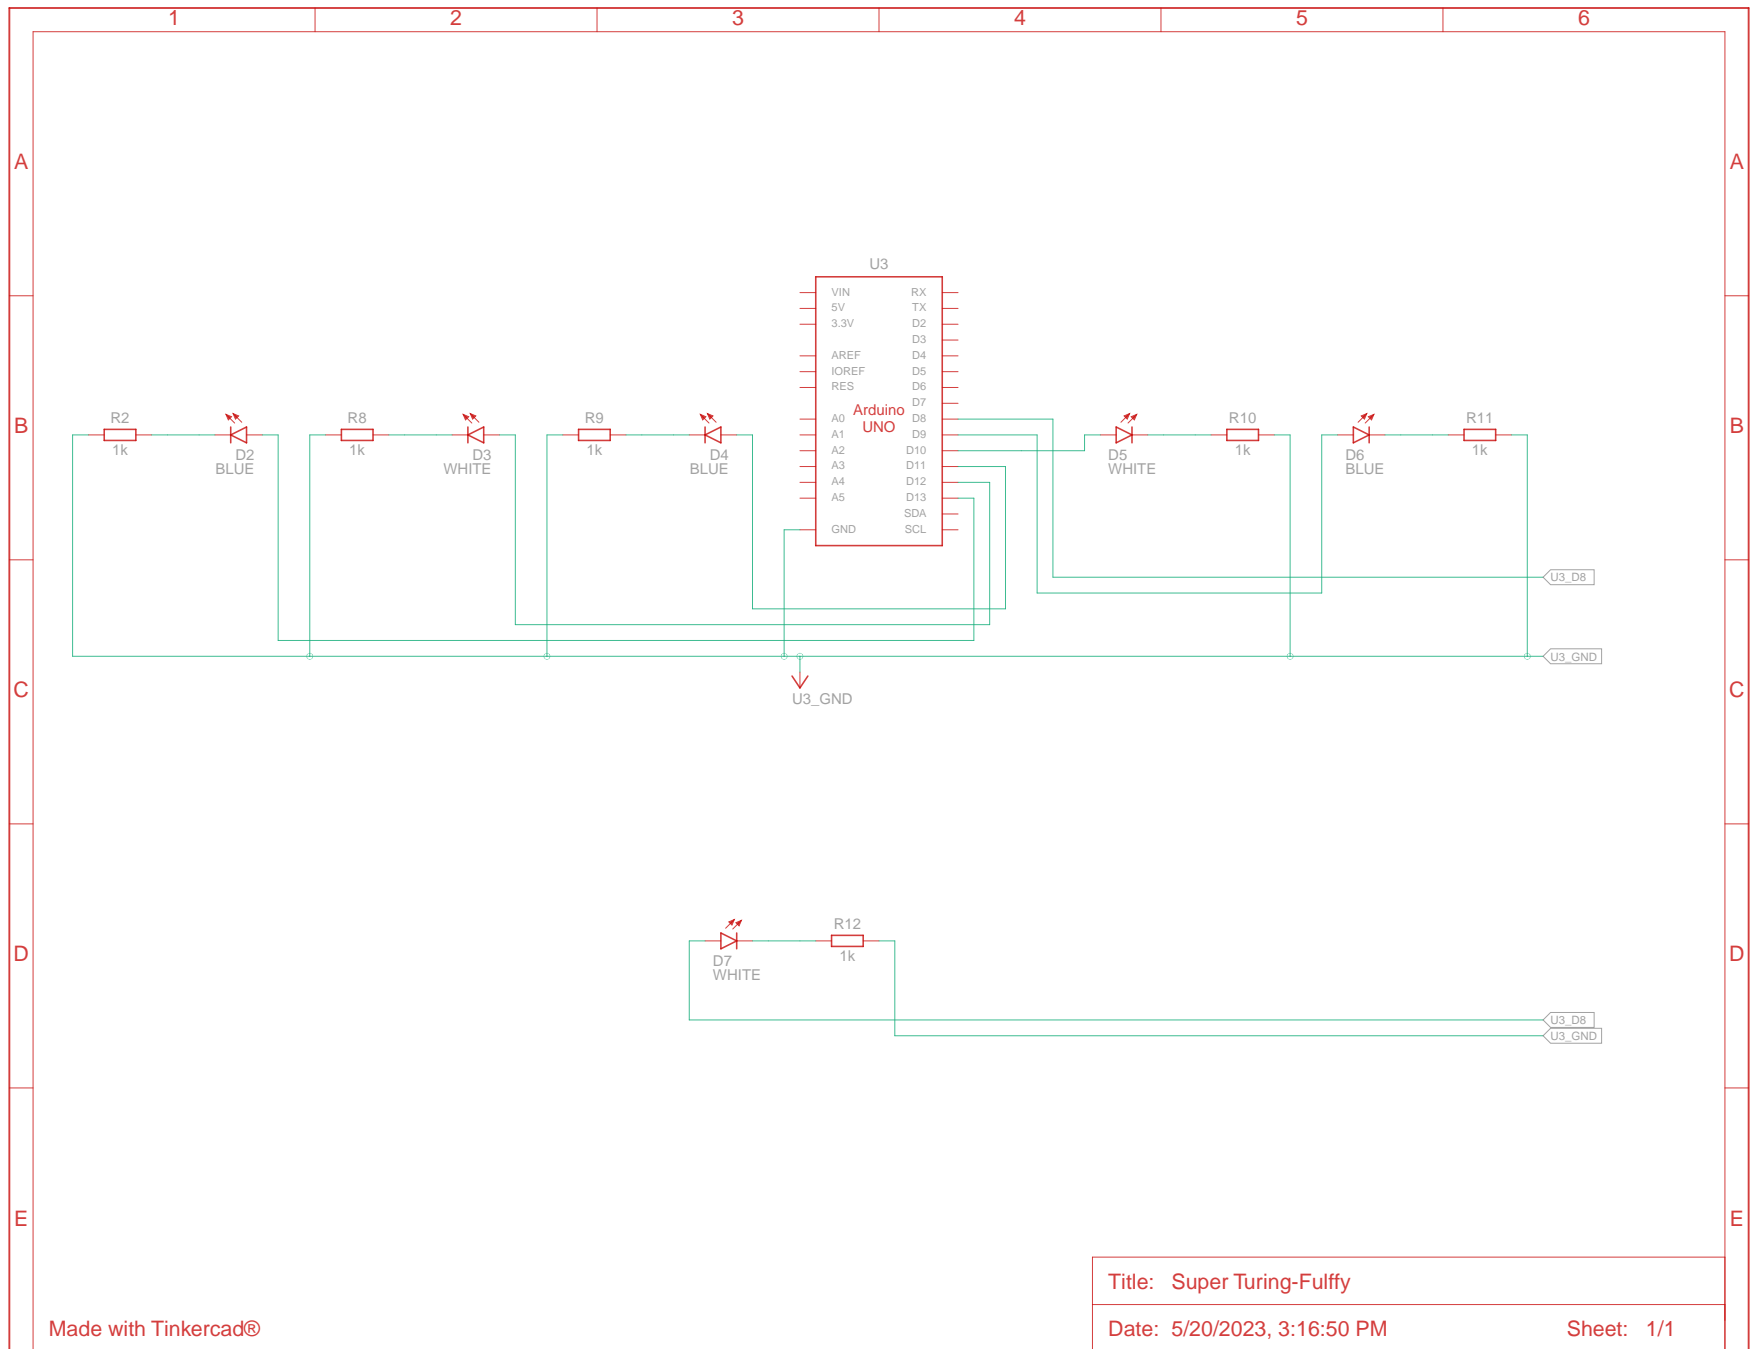 1 2 3 4 5 6
A A
U3
VIN RX
5V TX
3.3V D2
D3
AREF D4
IOREF D5
RES D6
D7
A0 D8
A1 D9
A2 D10
A3 D11
A4 D12
A5 D13
SDA
GND SCL
Arduino
UNO
B B
R2
1k
D2
BLUE
R8
1k
D3
WHITE
R9
1k
D4
BLUE
D5
WHITE
R10
1k
D6
BLUE
R11
1k
U3_D8
U3_GND
U3_GND
C C
D D
D7
WHITE
R12
1k
U3_D8
U3_GND
E E
Title: Super Turing-Fulffy
Made with Tinkercad®
Date: 5/20/2023, 3:16:50 PM Sheet: 1/1